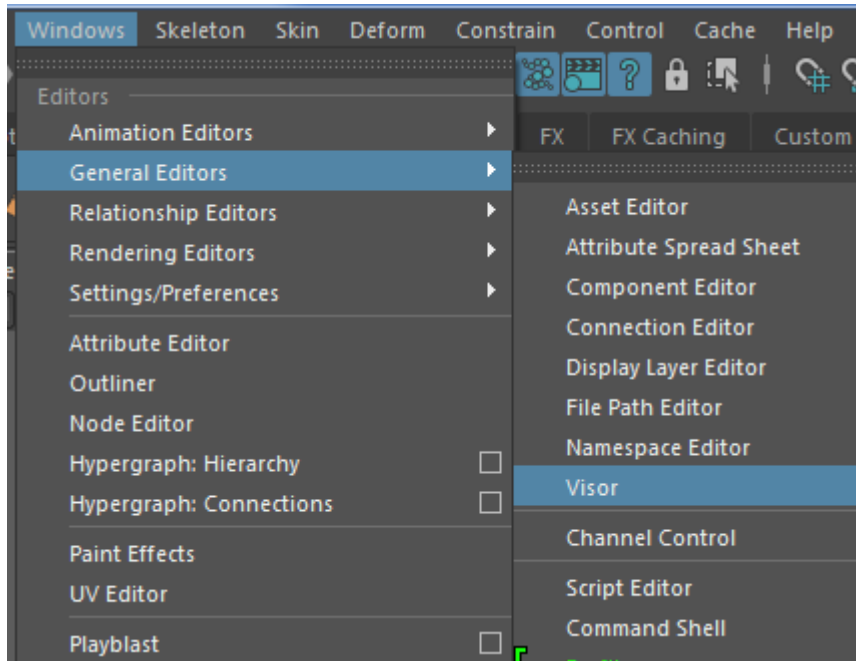 Windows Skeleton Skin Deform Constrain Control Cache Help
FX FX Caching Custom
Editors
Animation Editors
General Editors
Relationship Editors
Rendering Editors
Settings/Preferences
Attribute Editor
Outliner
Node Editor
Hypergraph: Hierarchy
Hypergraph: Connections
Paint Effects
UV Editor
Playblast
Asset Editor
Attribute Spread Sheet
Component Editor
Connection Editor
Display Layer Editor
File Path Editor
Namespace Editor
Visor
Channel Control
Script Editor
Command Shell